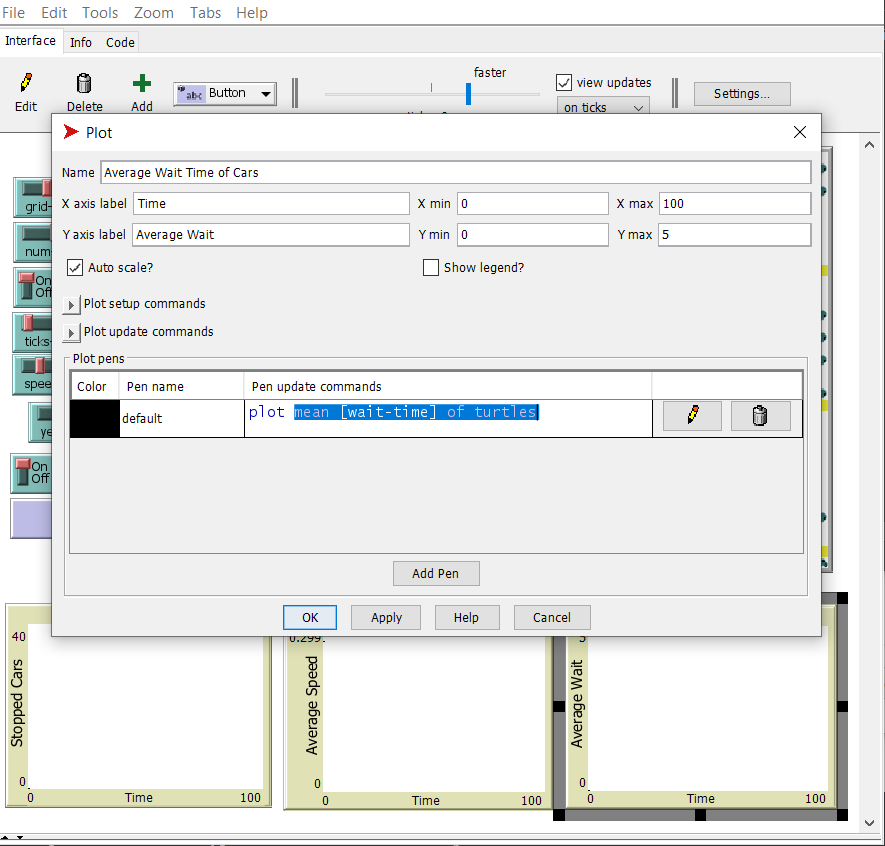 File Edit Tools Zoom Tabs Help
Interface Info Code
Edit Delete Add abc Button faster view updates on ticks Settings...
Plot
Name Average Wait Time of Cars
X axis label Time X min 0 X max 100
Y axis label Average Wait Y min 0 Y max 5
Auto scale? Show legend?
Plot setup commands
Plot update commands
Plot pens
Color Pen name Pen update commands
default plot mean [wait-time] of turtles
Add Pen
OK Apply Help Cancel
grid-
num
On
Off
ticks-
spee
ye
On
Off
40
Stopped Cars
0
0 Time 100
0.299
Average Speed
0
0 Time 100
5
Average Wait
0
0 Time 100